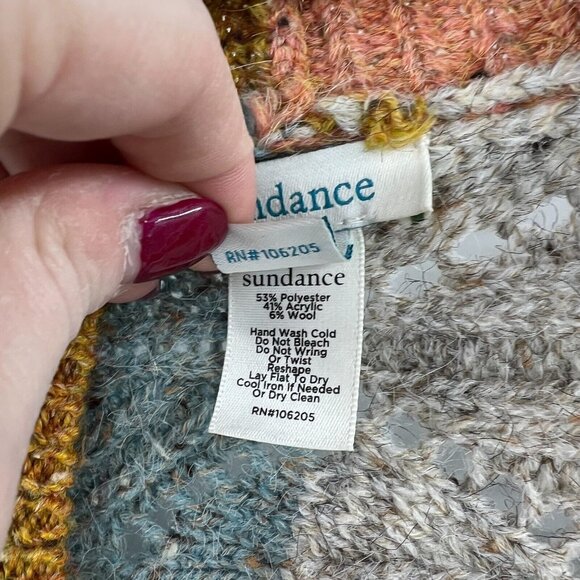 ndance
RN#106205
sundance
53% Polyester
41% Acrylic
6% Wool
Hand Wash Cold
Do Not Bleach
Do Not Wring
Or Twist
Reshape
Lay Flat To Dry
Cool Iron If Needed
Or Dry Clean
RN#106205